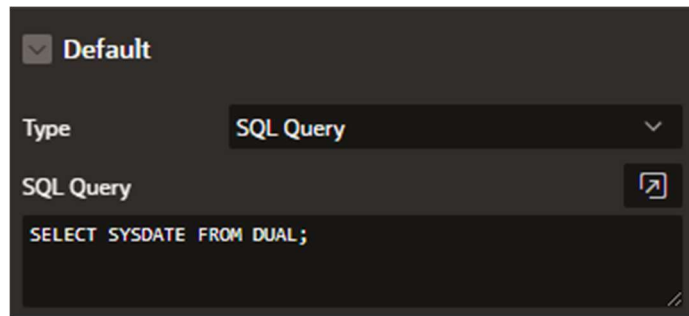 Default
Type
SQL Query
SQL Query
SELECT SYSDATE FROM DUAL;